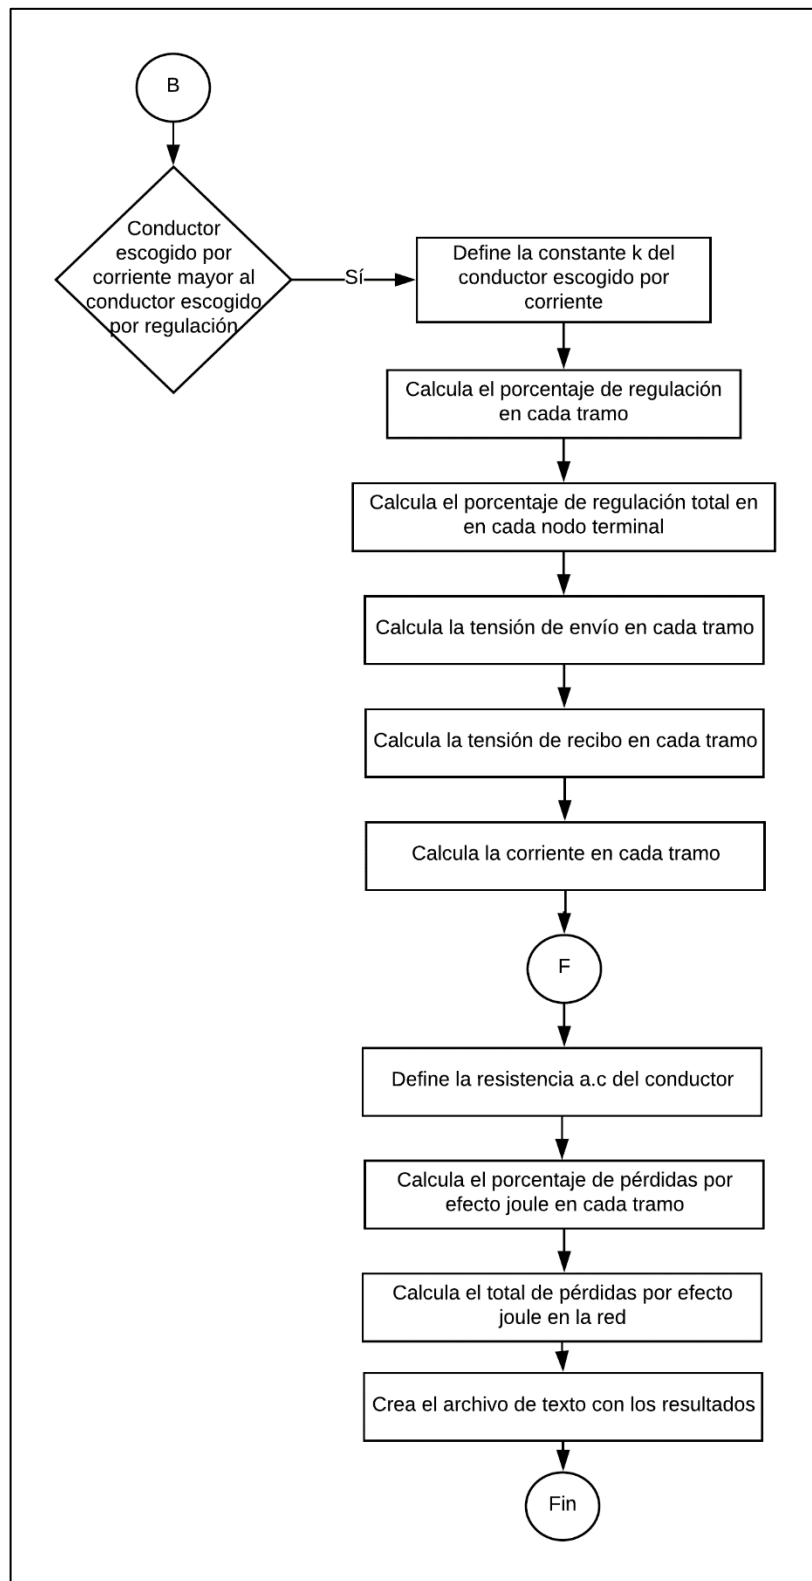 B
Conductor
escogido por
corriente mayor al
conductor escogido
por regulación
Sí
Define la constante k del
conductor escogido por
corriente
Calcula el porcentaje de regulación
en cada tramo
Calcula el porcentaje de regulación total en
en cada nodo terminal
Calcula la tensión de envío en cada tramo
Calcula la tensión de recibo en cada tramo
Calcula la corriente en cada tramo
F
Define la resistencia a.c del conductor
Calcula el porcentaje de pérdidas por
efecto joule en cada tramo
Calcula el total de pérdidas por efecto
joule en la red
Crea el archivo de texto con los resultados
Fin